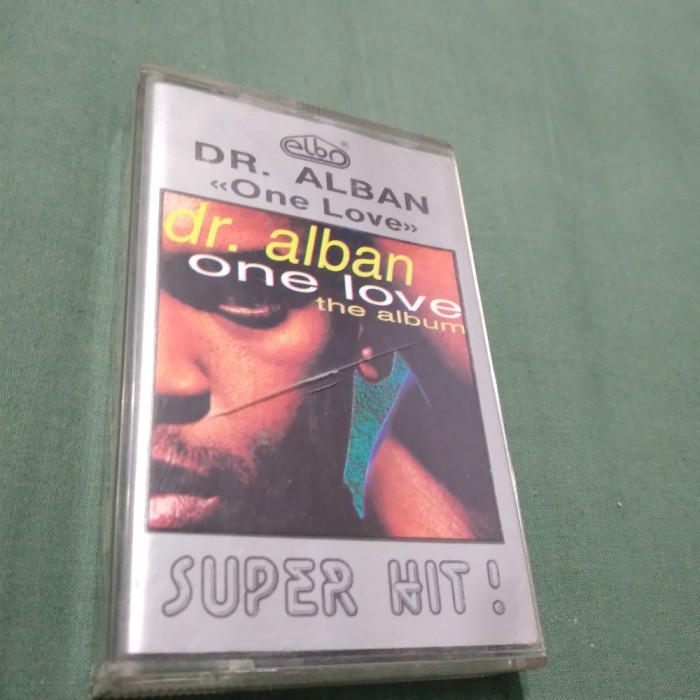 elbo ®
DR. ALBAN
«One Love»
dr. alban
one love
the album
SUPER HIT!